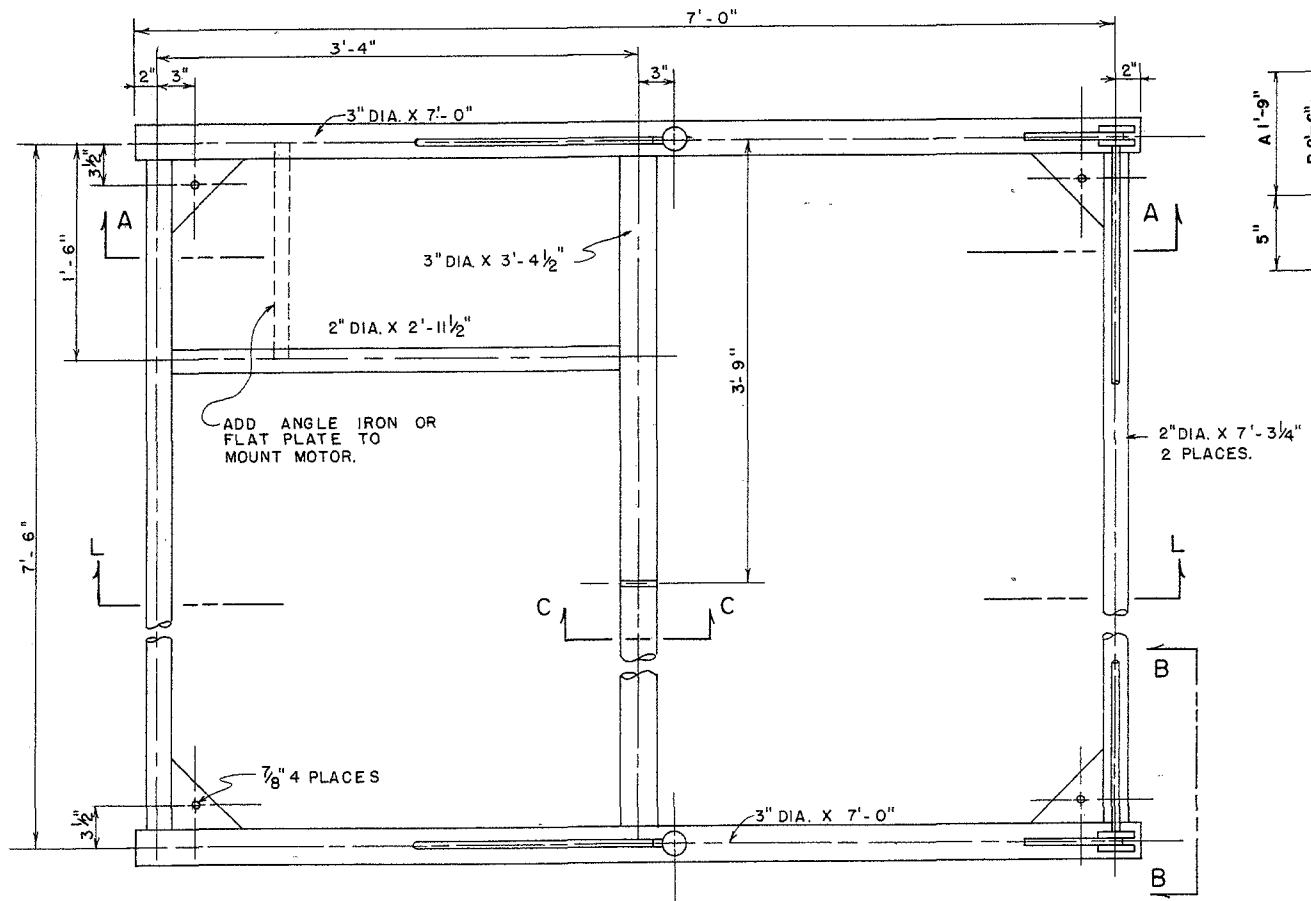 7'-0"
3'-4"
2" 3" 3" 2"
3" DIA. X 7'-0"
3½"
A A
1'-6"
3" DIA. X 3'-4½"
2" DIA. X 2'-11½"
3'-9"
ADD ANGLE IRON OR
FLAT PLATE TO
MOUNT MOTOR.
2" DIA. X 7'-3¼"
2 PLACES.
7'-6"
L L
C C
B
⅞" 4 PLACES
3½"
3" DIA. X 7'-0"
B
A 1'-9"
5"